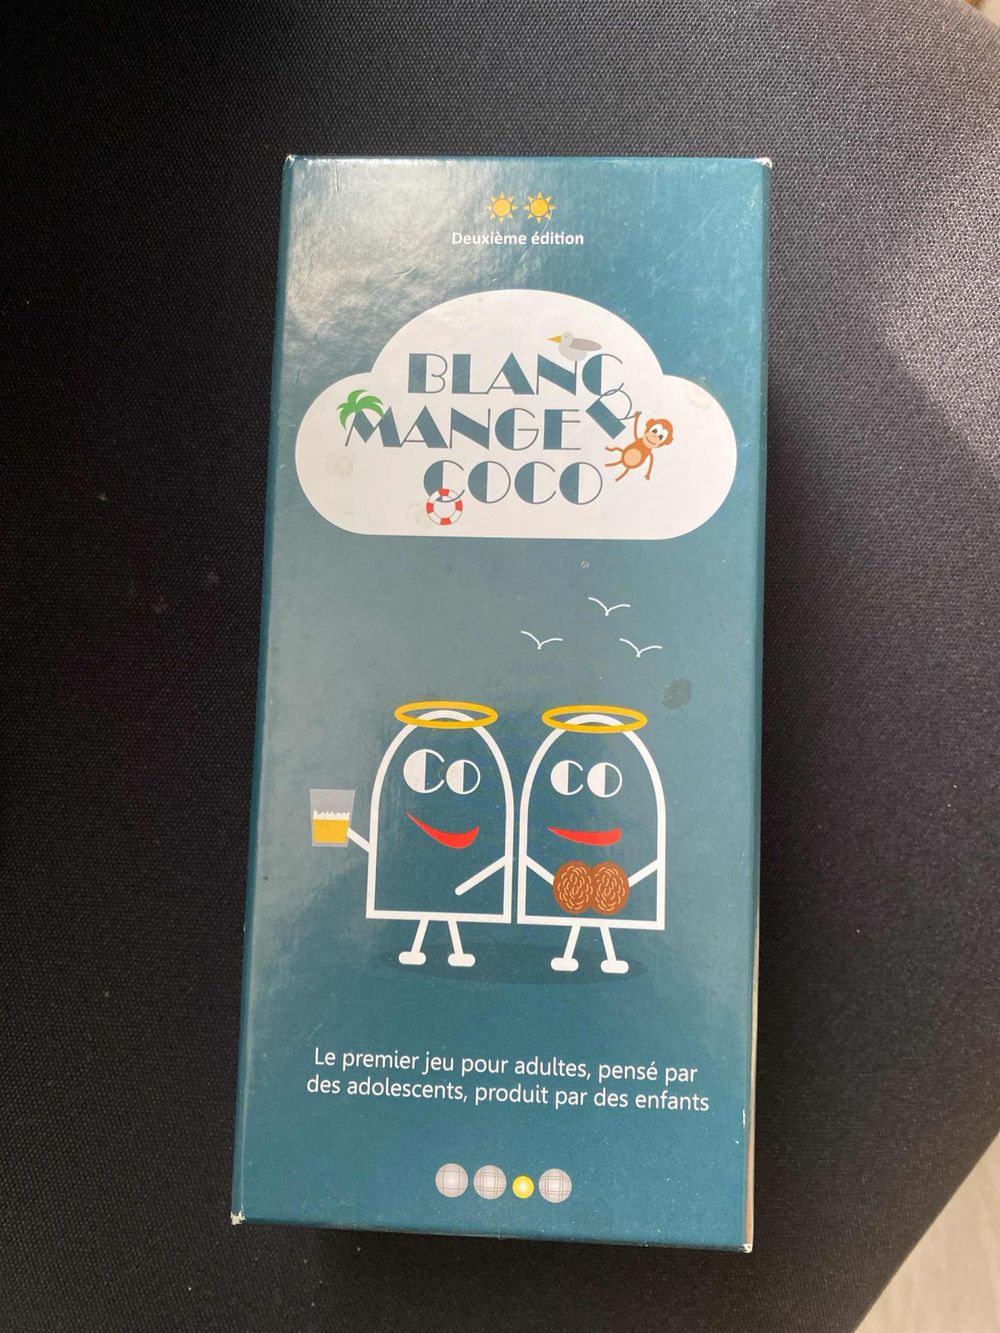 Deuxième édition
BLANC
MANGER
COCO
CO
CO
Le premier jeu pour adultes, pensé par
des adolescents, produit par des enfants